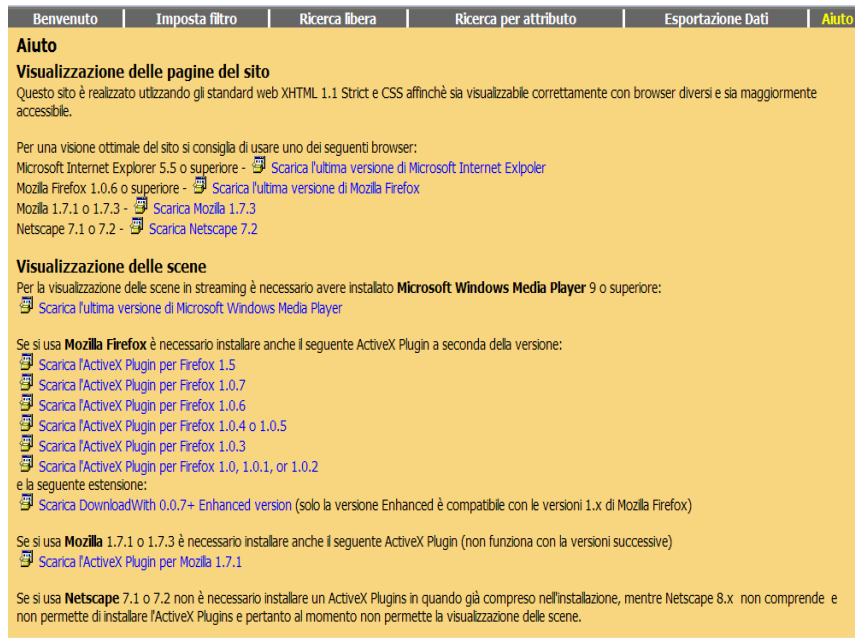 Benvenuto Imposta filtro Ricerca libera Ricerca per attributo Esportazione Dati Aiuto
Aiuto
Visualizzazione delle pagine del sito
Questo sito è realizzato utlizzando gli standard web XHTML 1.1 Strict e CSS affinchè sia visualizzabile correttamente con browser diversi e sia maggiormente
accessibile.
Per una visione ottimale del sito si consiglia di usare uno dei seguenti browser:
Microsoft Internet Explorer 5.5 o superiore - Scarica l'ultima versione di Microsoft Internet Exlpoler
Mozilla Firefox 1.0.6 o superiore - Scarica l'ultima versione di Mozilla Firefox
Mozilla 1.7.1 o 1.7.3 - Scarica Mozilla 1.7.3
Netscape 7.1 o 7.2 - Scarica Netscape 7.2
Visualizzazione delle scene
Per la visualizzazione delle scene in streaming è necessario avere installato Microsoft Windows Media Player 9 o superiore:
Scarica l'ultima versione di Microsoft Windows Media Player
Se si usa Mozilla Firefox è necessario installare anche il seguente ActiveX Plugin a seconda della versione:
Scarica l'ActiveX Plugin per Firefox 1.5
Scarica l'ActiveX Plugin per Firefox 1.0.7
Scarica l'ActiveX Plugin per Firefox 1.0.6
Scarica l'ActiveX Plugin per Firefox 1.0.4 o 1.0.5
Scarica l'ActiveX Plugin per Firefox 1.0.3
Scarica l'ActiveX Plugin per Firefox 1.0, 1.0.1, or 1.0.2
e la seguente estensione:
Scarica DownloadWith 0.0.7+ Enhanced version (solo la versione Enhanced è compatibile con le versioni 1.x di Mozilla Firefox)
Se si usa Mozilla 1.7.1 o 1.7.3 è necessario installare anche il seguente ActiveX Plugin (non funziona con la versioni successive)
Scarica l'ActiveX Plugin per Mozilla 1.7.1
Se si usa Netscape 7.1 o 7.2 non è necessario installare un ActiveX Plugins in quando già compreso nell'installazione, mentre Netscape 8.x non comprende e
non permette di installare l'ActiveX Plugins e pertanto al momento non permette la visualizzazione delle scene.